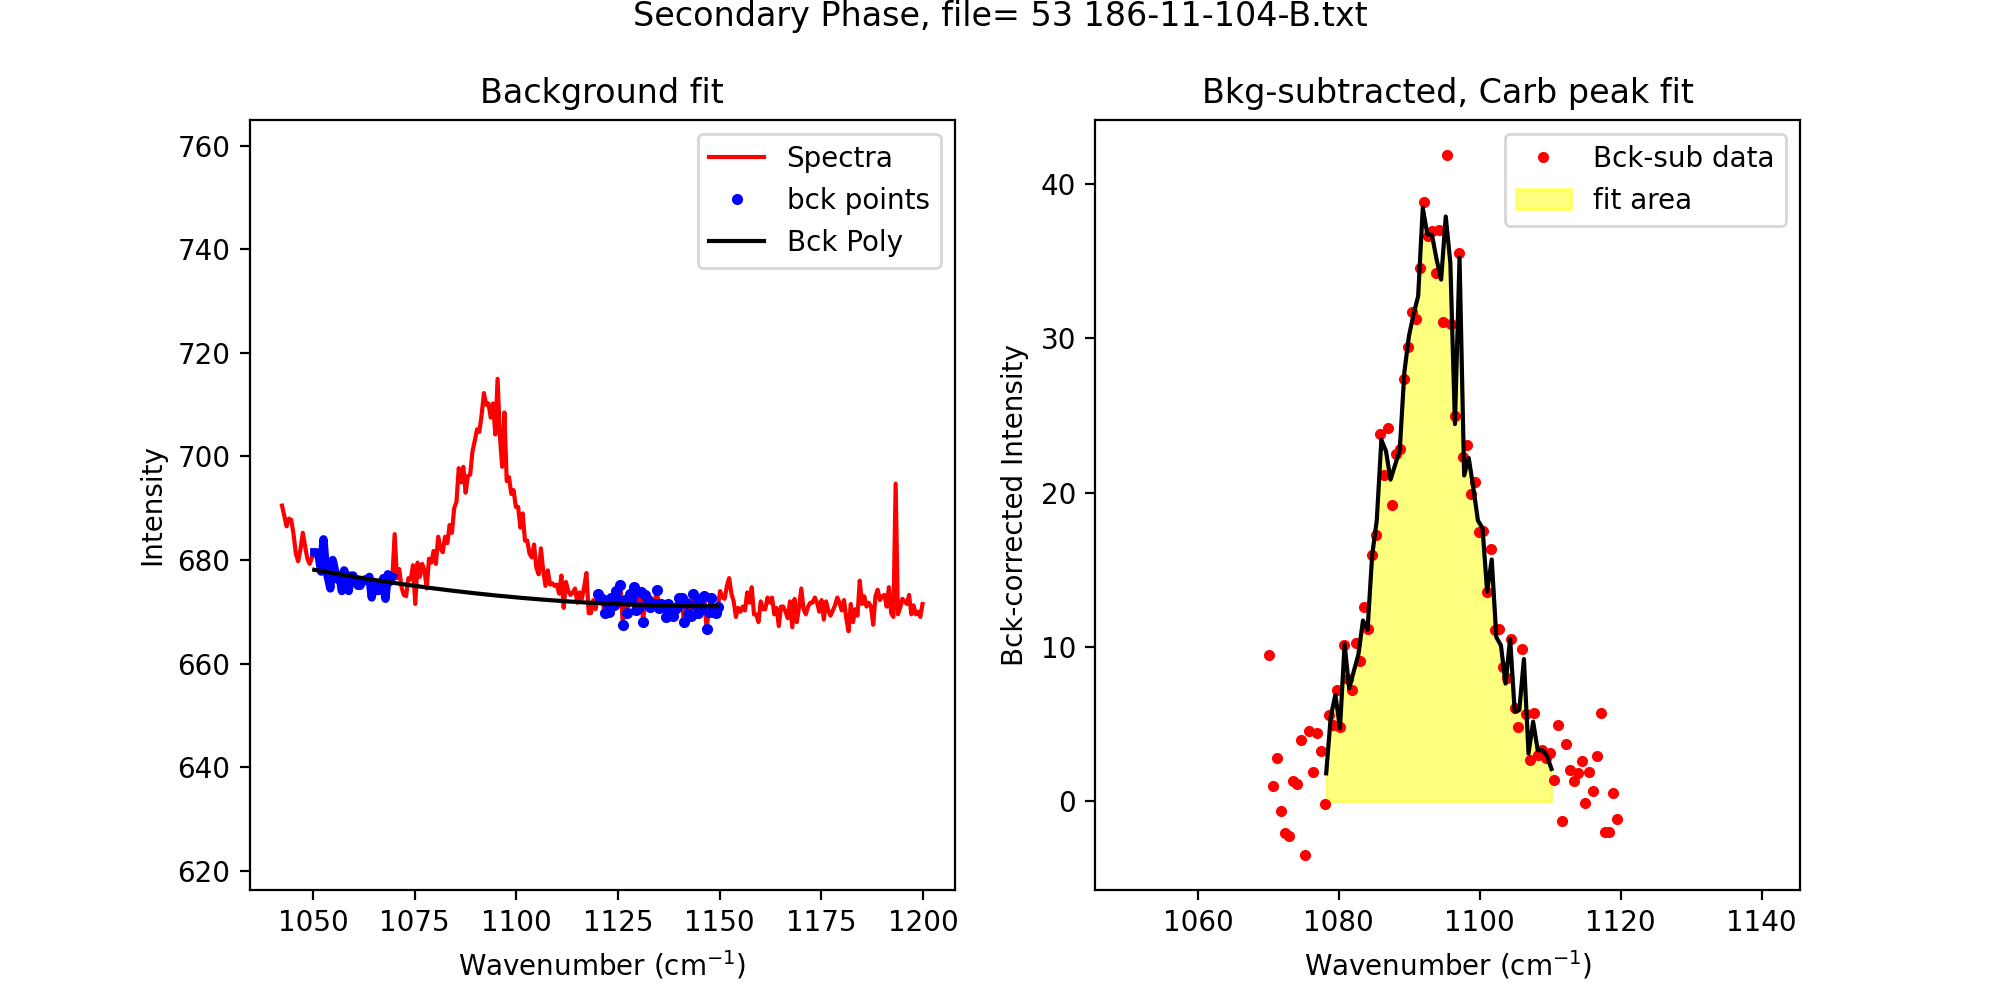 Secondary Phase, file= 53 186-11-104-B.txt
Background fit
760
740
720
700
680
660
640
620
Intensity
Spectra
bck points
Bck Poly
1050 1075 1100 1125 1150 1175 1200
Wavenumber (cm⁻¹)
Bkg-subtracted, Carb peak fit
40
30
20
10
0
Bck-corrected Intensity
Bck-sub data
fit area
1060 1080 1100 1120 1140
Wavenumber (cm⁻¹)